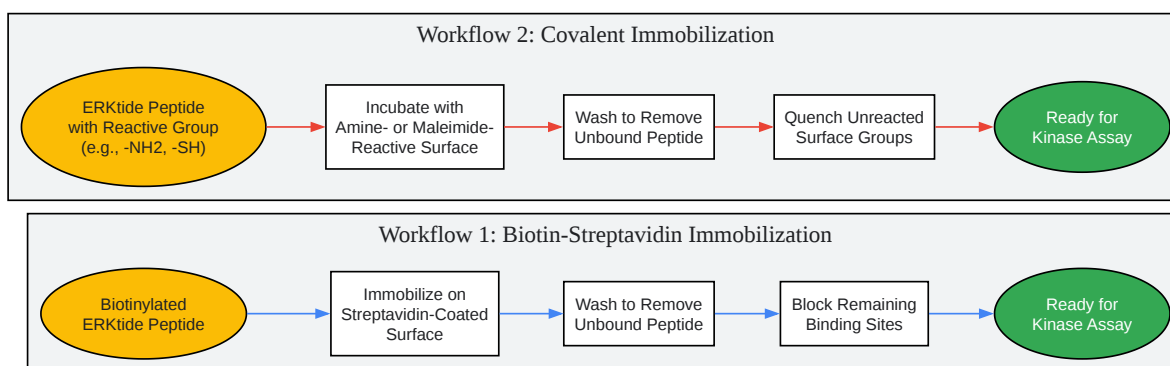 Workflow 2: Covalent Immobilization
ERKtide Peptide
with Reactive Group
(e.g., -NH2, -SH)
Incubate with
Amine- or Maleimide-
Reactive Surface
Wash to Remove
Unbound Peptide
Quench Unreacted
Surface Groups
Ready for
Kinase Assay
Workflow 1: Biotin-Streptavidin Immobilization
Biotinylated
ERKtide Peptide
Immobilize on
Streptavidin-Coated
Surface
Wash to Remove
Unbound Peptide
Block Remaining
Binding Sites
Ready for
Kinase Assay